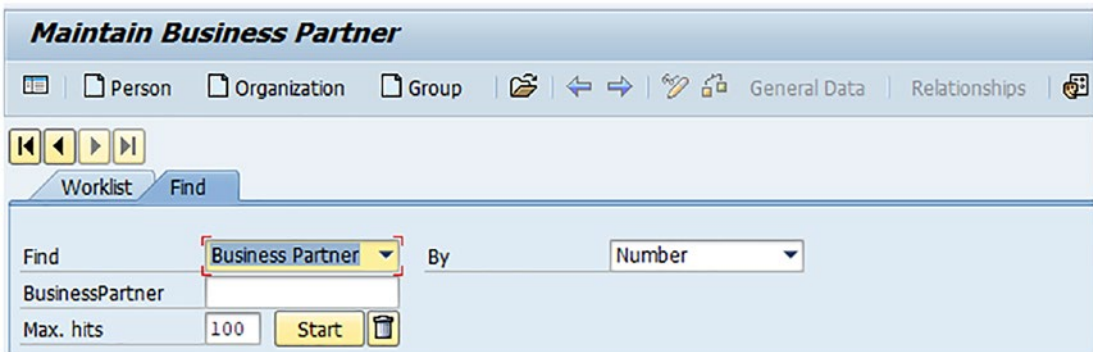 Maintain Business Partner
Person Organization Group General Data Relationships
Worklist Find
Find Business Partner By Number
BusinessPartner
Max. hits 100 Start